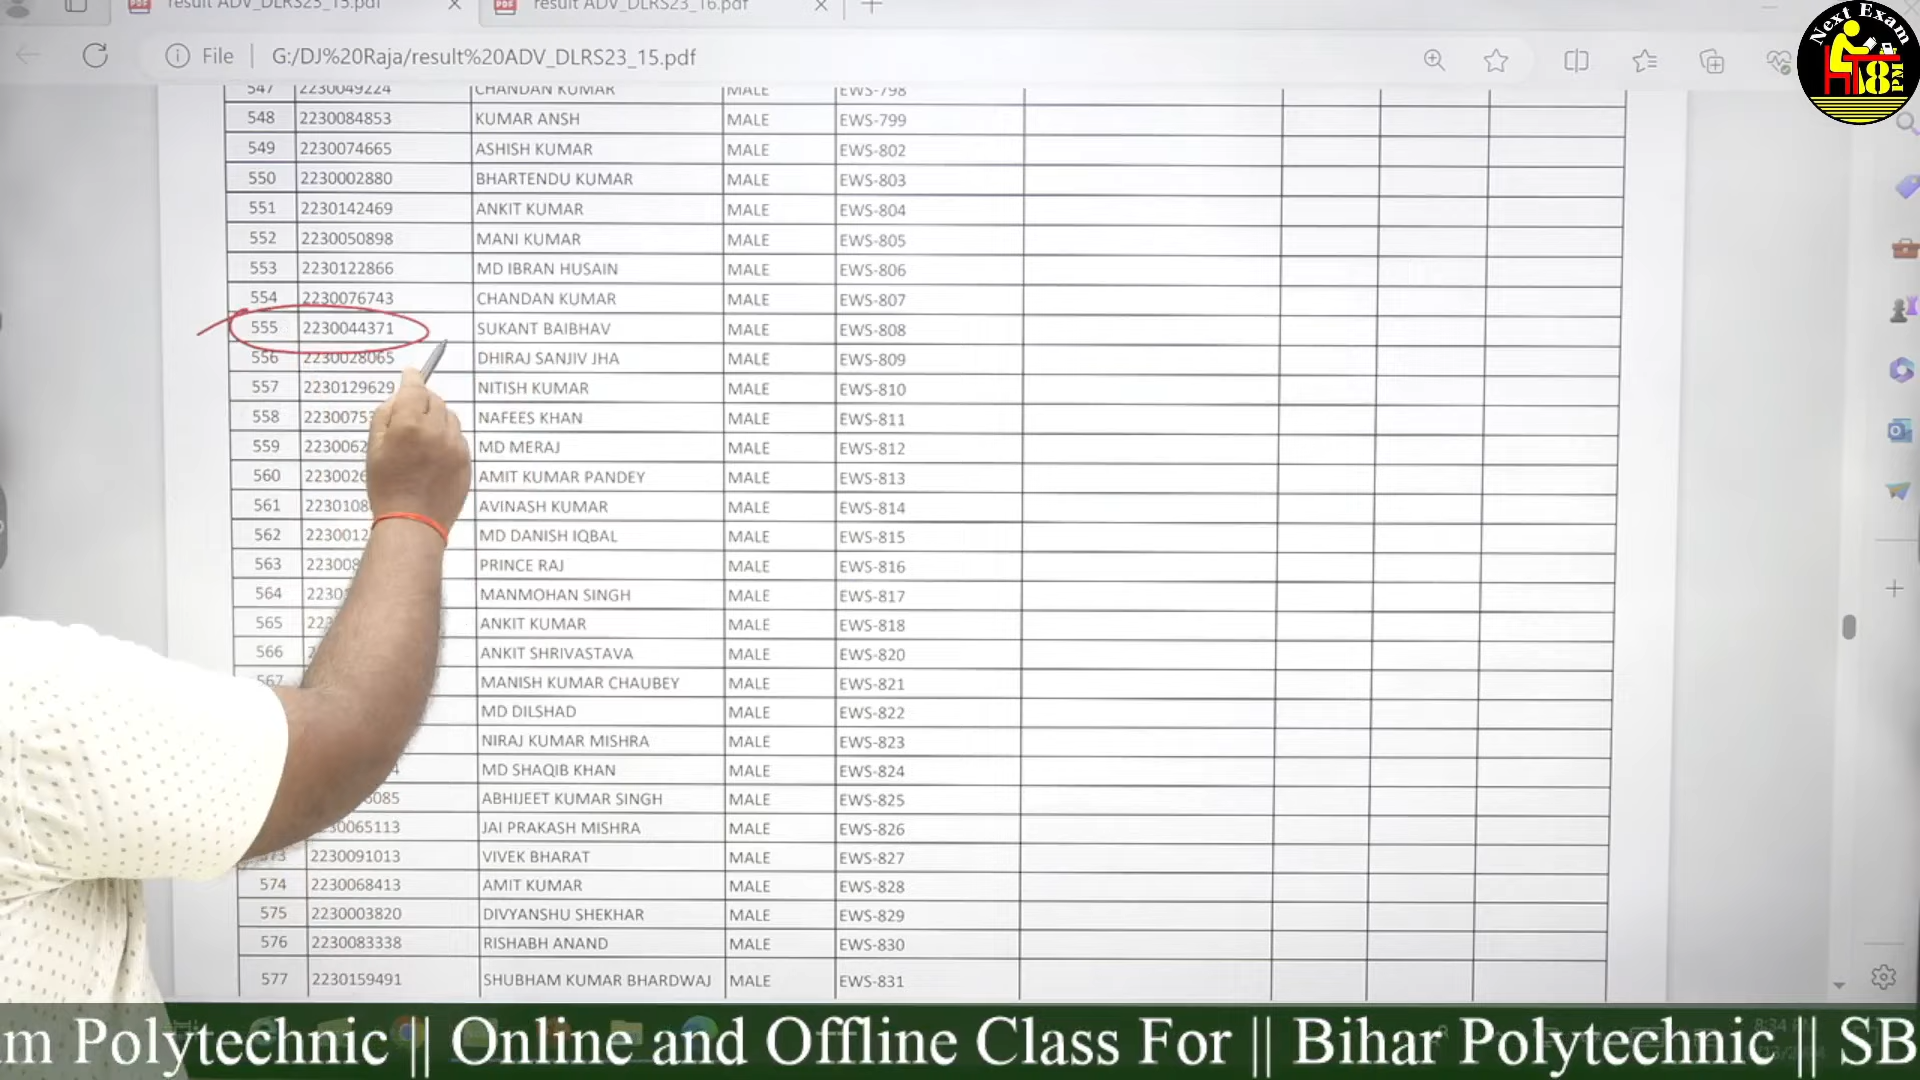 result ADV_DLRS23_15.pdf
result ADV_DLRS23_16.pdf
File
G:/DJ%20Raja/result%20ADV_DLRS23_15.pdf
Next Exam
8PM
547 2230049224 CHANDAN KUMAR MALE EWS-798
548 2230084853 KUMAR ANSH MALE EWS-799
549 2230074665 ASHISH KUMAR MALE EWS-802
550 2230002880 BHARTENDU KUMAR MALE EWS-803
551 2230142469 ANKIT KUMAR MALE EWS-804
552 2230050898 MANI KUMAR MALE EWS-805
553 2230122866 MD IBRAN HUSAIN MALE EWS-806
554 2230076743 CHANDAN KUMAR MALE EWS-807
555 2230044371 SUKANT BAIBHAV MALE EWS-808
556 2230028065 DHIRAJ SANJIV JHA MALE EWS-809
557 2230129629 NITISH KUMAR MALE EWS-810
558 NAFEES KHAN MALE EWS-811
559 MD MERAJ MALE EWS-812
560 AMIT KUMAR PANDEY MALE EWS-813
561 AVINASH KUMAR MALE EWS-814
562 MD DANISH IQBAL MALE EWS-815
563 PRINCE RAJ MALE EWS-816
564 MANMOHAN SINGH MALE EWS-817
565 ANKIT KUMAR MALE EWS-818
566 ANKIT SHRIVASTAVA MALE EWS-820
567 MANISH KUMAR CHAUBEY MALE EWS-821
MD DILSHAD MALE EWS-822
NIRAJ KUMAR MISHRA MALE EWS-823
MD SHAQIB KHAN MALE EWS-824
ABHIJEET KUMAR SINGH MALE EWS-825
JAI PRAKASH MISHRA MALE EWS-826
2230091013 VIVEK BHARAT MALE EWS-827
574 2230068413 AMIT KUMAR MALE EWS-828
575 2230003820 DIVYANSHU SHEKHAR MALE EWS-829
576 2230083338 RISHABH ANAND MALE EWS-830
577 2230159491 SHUBHAM KUMAR BHARDWAJ MALE EWS-831
m Polytechnic || Online and Offline Class For || Bihar Polytechnic || SB